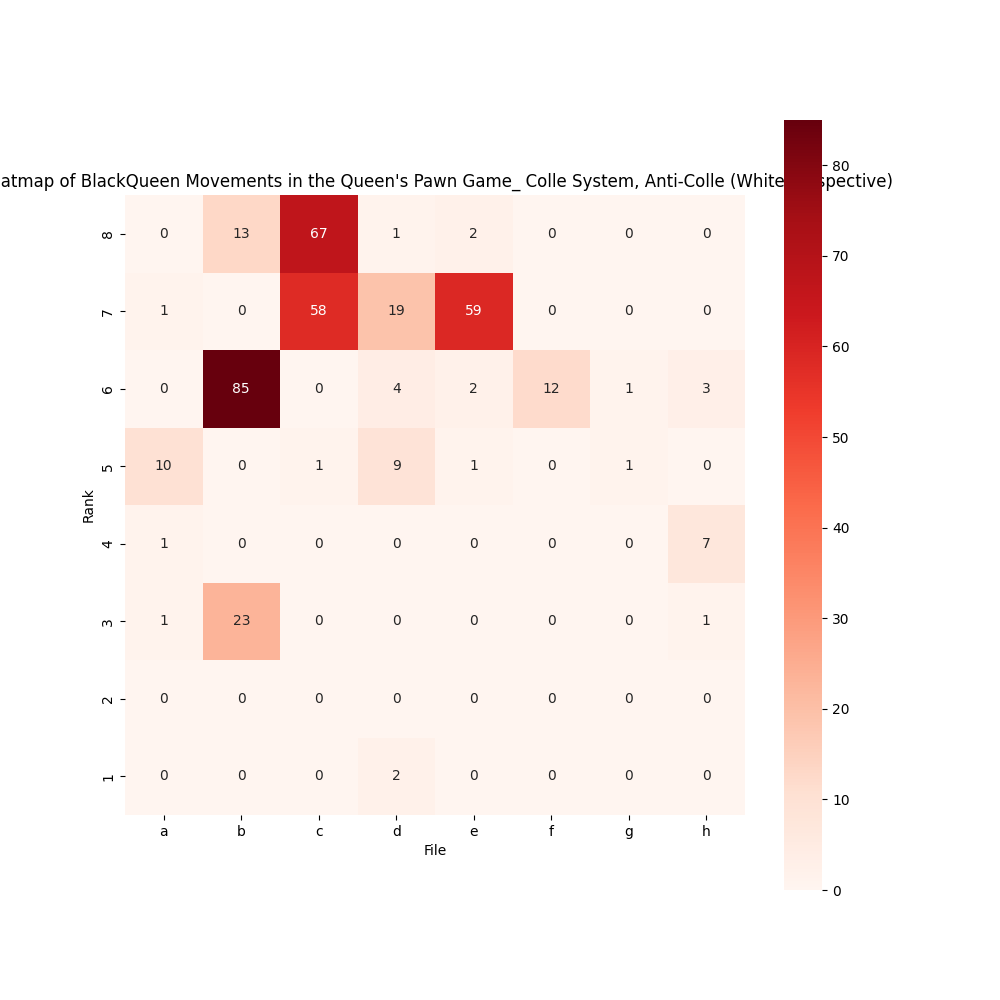 atmap of BlackQueen Movements in the Queen's Pawn Game_ Colle System, Anti-Colle (White spective)
8 0 13 67 1 2 0 0 0
7 1 0 58 19 59 0 0 0
6 0 85 0 4 2 12 1 3
5 10 0 1 9 1 0 1 0
4 1 0 0 0 0 0 0 7
3 1 23 0 0 0 0 0 1
2 0 0 0 0 0 0 0 0
1 0 0 0 2 0 0 0 0
a b c d e f g h
Rank
File
80
70
60
50
40
30
20
10
0